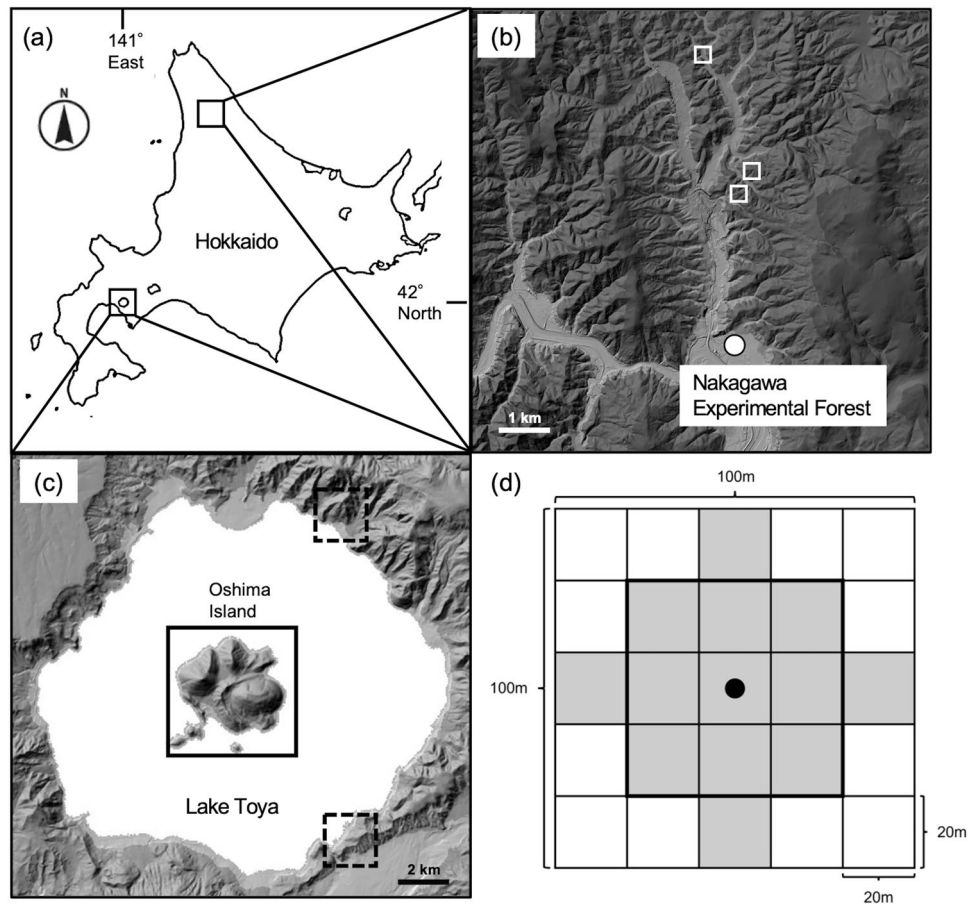 (a)
141°
East
N
Hokkaido
42°
North
(b)
Nakagawa
Experimental Forest
1 km
(c)
Oshima
Island
Lake Toya
2 km
(d)
100m
100m
20m
20m